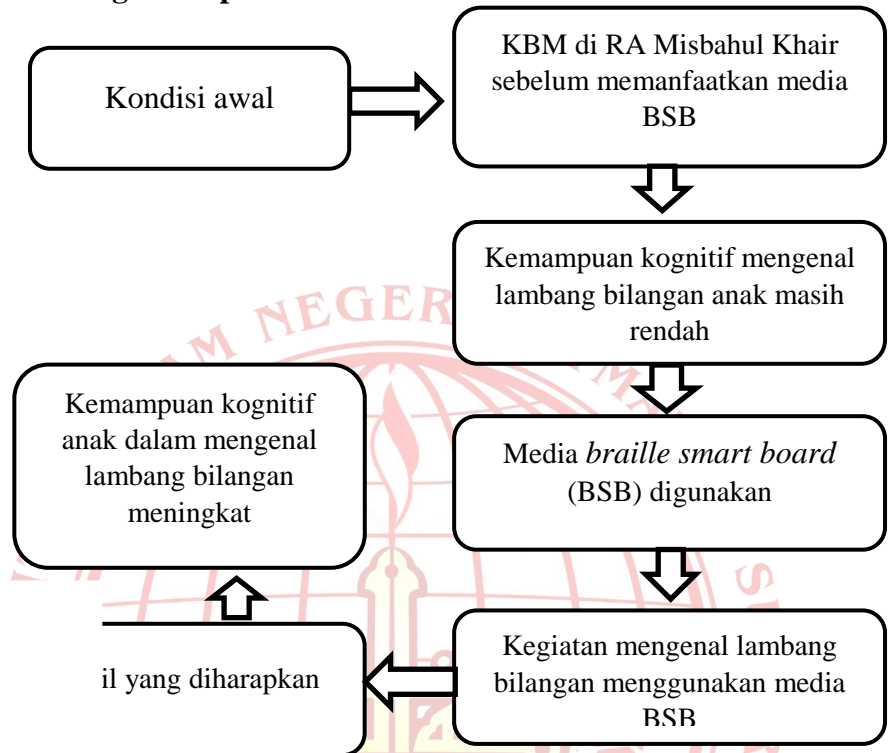 Kondisi awal
KBM di RA Misbahul Khair
sebelum memanfaatkan media
BSB
Kemampuan kognitif mengenal
lambang bilangan anak masih
rendah
Media braille smart board
(BSB) digunakan
Kegiatan mengenal lambang
bilangan menggunakan media
BSB
il yang diharapkan
Kemampuan kognitif
anak dalam mengenal
lambang bilangan
meningkat
M NEGER